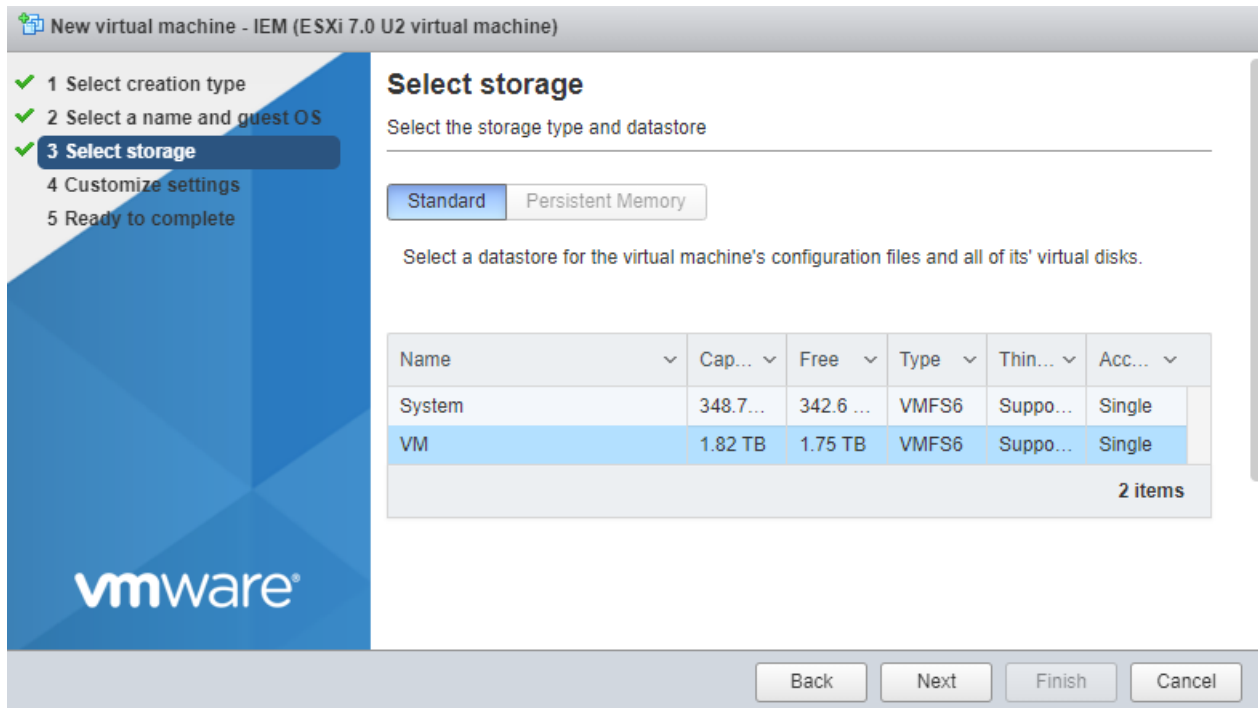 New virtual machine - IEM (ESXi 7.0 U2 virtual machine)
1 Select creation type
2 Select a name and guest OS
3 Select storage
4 Customize settings
5 Ready to complete
vmware®
Select storage
Select the storage type and datastore
Standard Persistent Memory
Select a datastore for the virtual machine's configuration files and all of its' virtual disks.
Name Cap... Free Type Thin... Acc...
System 348.7... 342.6 ... VMFS6 Suppo... Single
VM 1.82 TB 1.75 TB VMFS6 Suppo... Single
2 items
Back Next Finish Cancel